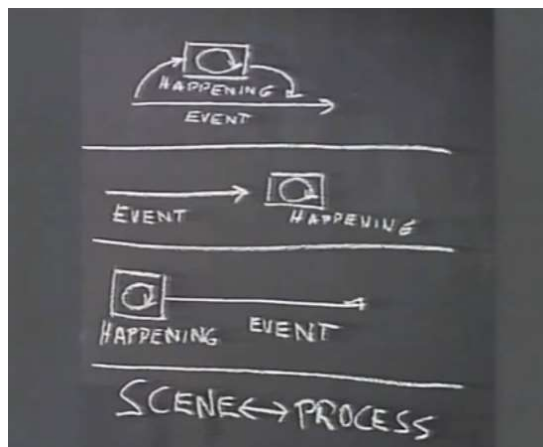 HAPPENING
EVENT
EVENT
HAPPENING
HAPPENING
EVENT
SCENE↔PROCESS